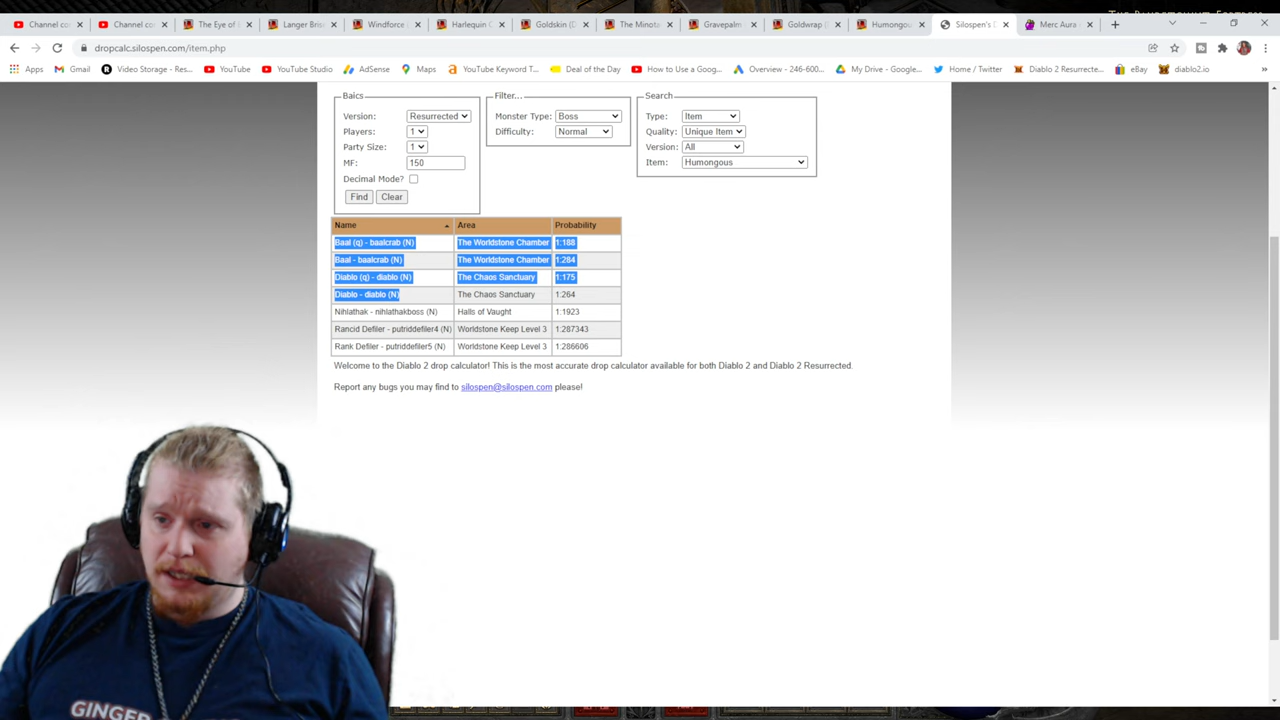 Channel co
Channel co
The Eye of
Langer Bris
Windforce
Harlequin C
Goldskin (D
The Minota
Gravepalm
Goldwrap (
Humongou
Silospen's D
Merc Aura
dropcalc.silospen.com/item.php
Apps
Gmail
Video Storage - Res...
YouTube
YouTube Studio
AdSense
Maps
YouTube Keyword T...
Deal of the Day
How to Use a Goog...
Overview - 246-600...
My Drive - Google...
Home / Twitter
Diablo 2 Resurrecte...
eBay
diablo2.io
Baics
Version: Resurrected
Players: 1
Party Size: 1
MF: 150
Decimal Mode?
Find Clear
Filter...
Monster Type: Boss
Difficulty: Normal
Search
Type: Item
Quality: Unique Item
Version: All
Item: Humongous
Name Area Probability
Baal (q) - baalcrab (N) The Worldstone Chamber 1:188
Baal - baalcrab (N) The Worldstone Chamber 1:284
Diablo (q) - diablo (N) The Chaos Sanctuary 1:175
Diablo - diablo (N) The Chaos Sanctuary 1:264
Nihlathak - nihlathakboss (N) Halls of Vaught 1:1923
Rancid Defiler - putriddefiler4 (N) Worldstone Keep Level 3 1:287343
Rank Defiler - putriddefiler5 (N) Worldstone Keep Level 3 1:286606
Welcome to the Diablo 2 drop calculator! This is the most accurate drop calculator available for both Diablo 2 and Diablo 2 Resurrected.
Report any bugs you may find to silospen@silospen.com please!
GINGER